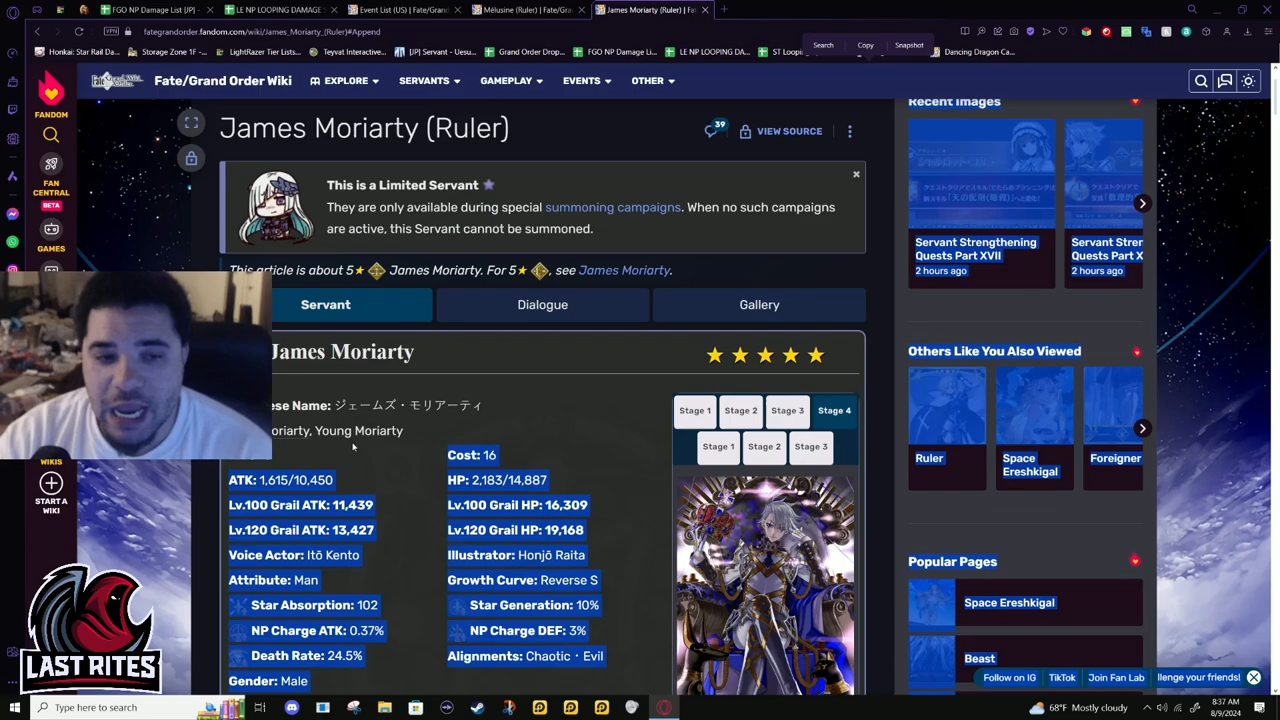 FGO NP Damage List [JP] -
LE NP LOOPING DAMAGE
Event List (US) | Fate/Grand
Mélusine (Ruler) | Fate/Gran
James Moriarty (Ruler) | Fat
fategrandorder.fandom.com/wiki/James_Moriarty_(Ruler)#Append
Search
Copy
Snapshot
Honkai: Star Rail Da...
Storage Zone -1F...
LightRazer Tier Lists...
Teyvat Interactive...
[JP] Servant - Uesu...
Grand Order Drop...
FGO NP Damage Li...
LE NP LOOPING DA...
Dancing Dragon Ca...
Fate/Grand Order Wiki
EXPLORE
SERVANTS
GAMEPLAY
EVENTS
OTHER
FANDOM
FAN
CENTRAL
BETA
GAMES
WIKIS
START A
WIKI
James Moriarty (Ruler)
39
VIEW SOURCE
This is a Limited Servant
They are only available during special summoning campaigns. When no such campaigns
are active, this Servant cannot be summoned.
This article is about 5★ James Moriarty. For 5★, see James Moriarty.
Servant
Dialogue
Gallery
James Moriarty
ese Name: ジェームズ・モリアーティ
oriarty, Young Moriarty
Cost: 16
ATK: 1,615/10,450
HP: 2,183/14,887
Lv.100 Grail ATK: 11,439
Lv.100 Grail HP: 16,309
Lv.120 Grail ATK: 13,427
Lv.120 Grail HP: 19,168
Voice Actor: Itō Kento
Illustrator: Honjō Raita
Attribute: Man
Growth Curve: Reverse S
Star Absorption: 102
Star Generation: 10%
NP Charge ATK: 0.37%
NP Charge DEF: 3%
Death Rate: 24.5%
Alignments: Chaotic・Evil
Gender: Male
Stage 1
Stage 2
Stage 3
Stage 4
Stage 1
Stage 2
Stage 3
Recent Images
Servant Strengthening
Quests Part XVII
2 hours ago
Servant Stren
Quests Part X
2 hours ago
Others Like You Also Viewed
Ruler
Space
Ereshkigal
Foreigner
Popular Pages
Space Ereshkigal
Beast
Follow on IG
TikTok
Join Fan Lab
llenge your friends!
LAST RITES
Type here to search
68°F Mostly cloudy
8:37 AM
8/9/2024